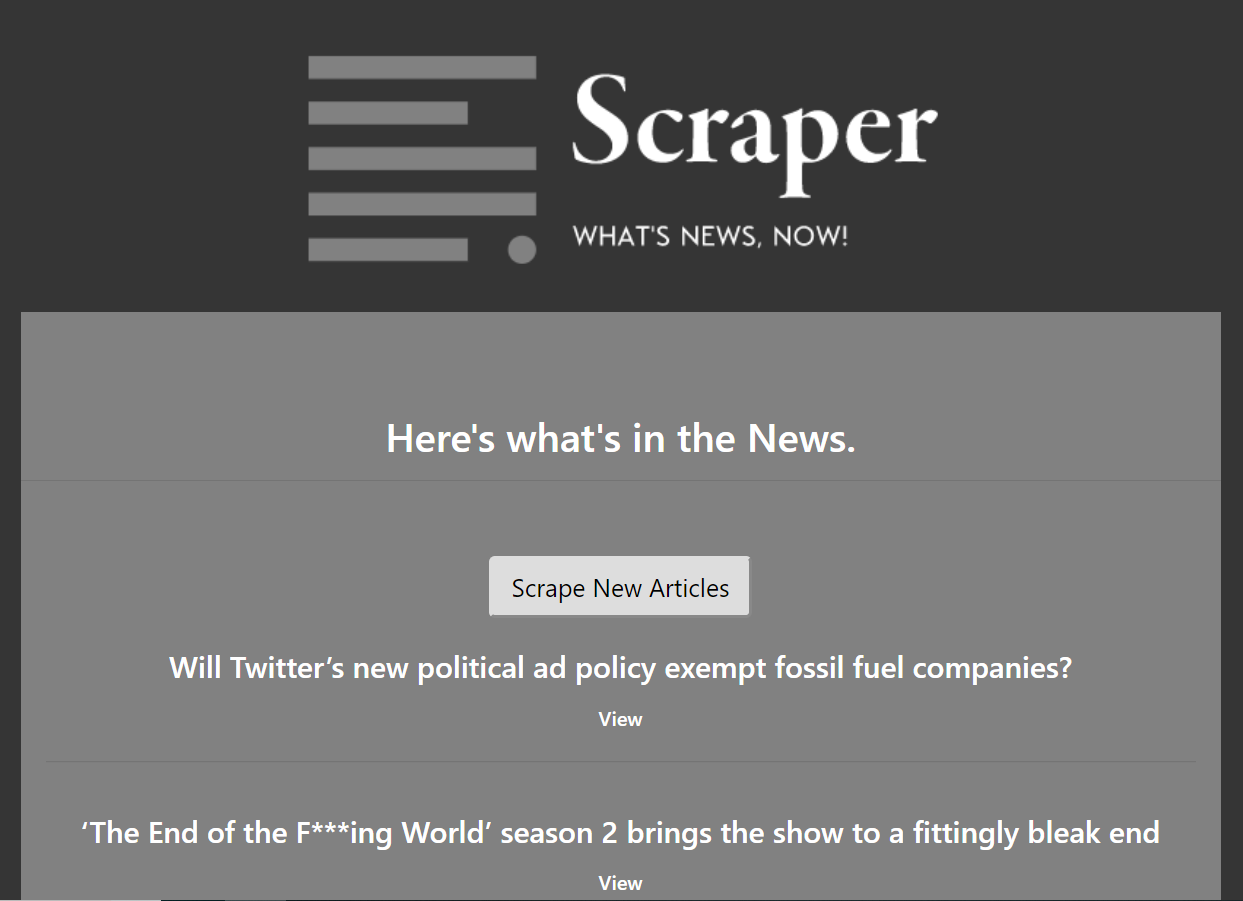 Scraper
WHAT'S NEWS, NOW!
Here's what's in the News.
Scrape New Articles
Will Twitter’s new political ad policy exempt fossil fuel companies?
View
‘The End of the F***ing World’ season 2 brings the show to a fittingly bleak end
View